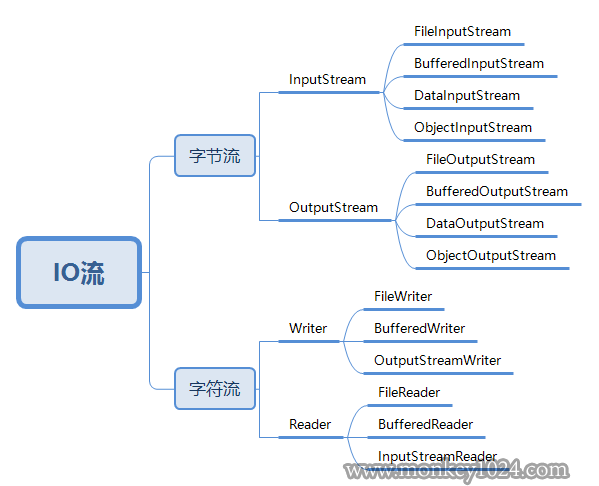 IO流
字节流
InputStream
FileInputStream
BufferedInputStream
DataInputStream
ObjectInputStream
OutputStream
FileOutputStream
BufferedOutputStream
DataOutputStream
ObjectOutputStream
字符流
Writer
FileWriter
BufferedWriter
OutputStreamWriter
Reader
FileReader
BufferedReader
InputStreamReader
www.monkey1024.com